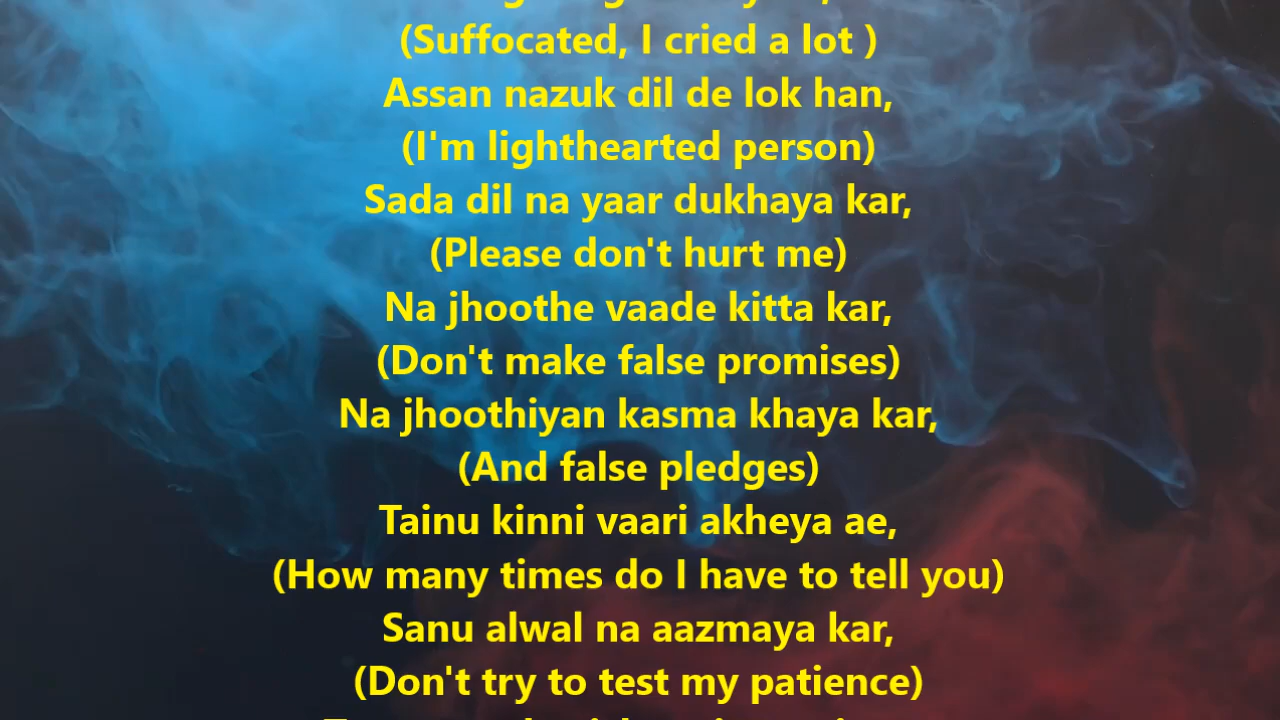 (Suffocated, I cried a lot )
Assan nazuk dil de lok han,
(I'm lighthearted person)
Sada dil na yaar dukhaya kar,
(Please don't hurt me)
Na jhoothe vaade kitta kar,
(Don't make false promises)
Na jhoothiyan kasma khaya kar,
(And false pledges)
Tainu kinni vaari akheya ae,
(How many times do I have to tell you)
Sanu alwal na aazmaya kar,
(Don't try to test my patience)